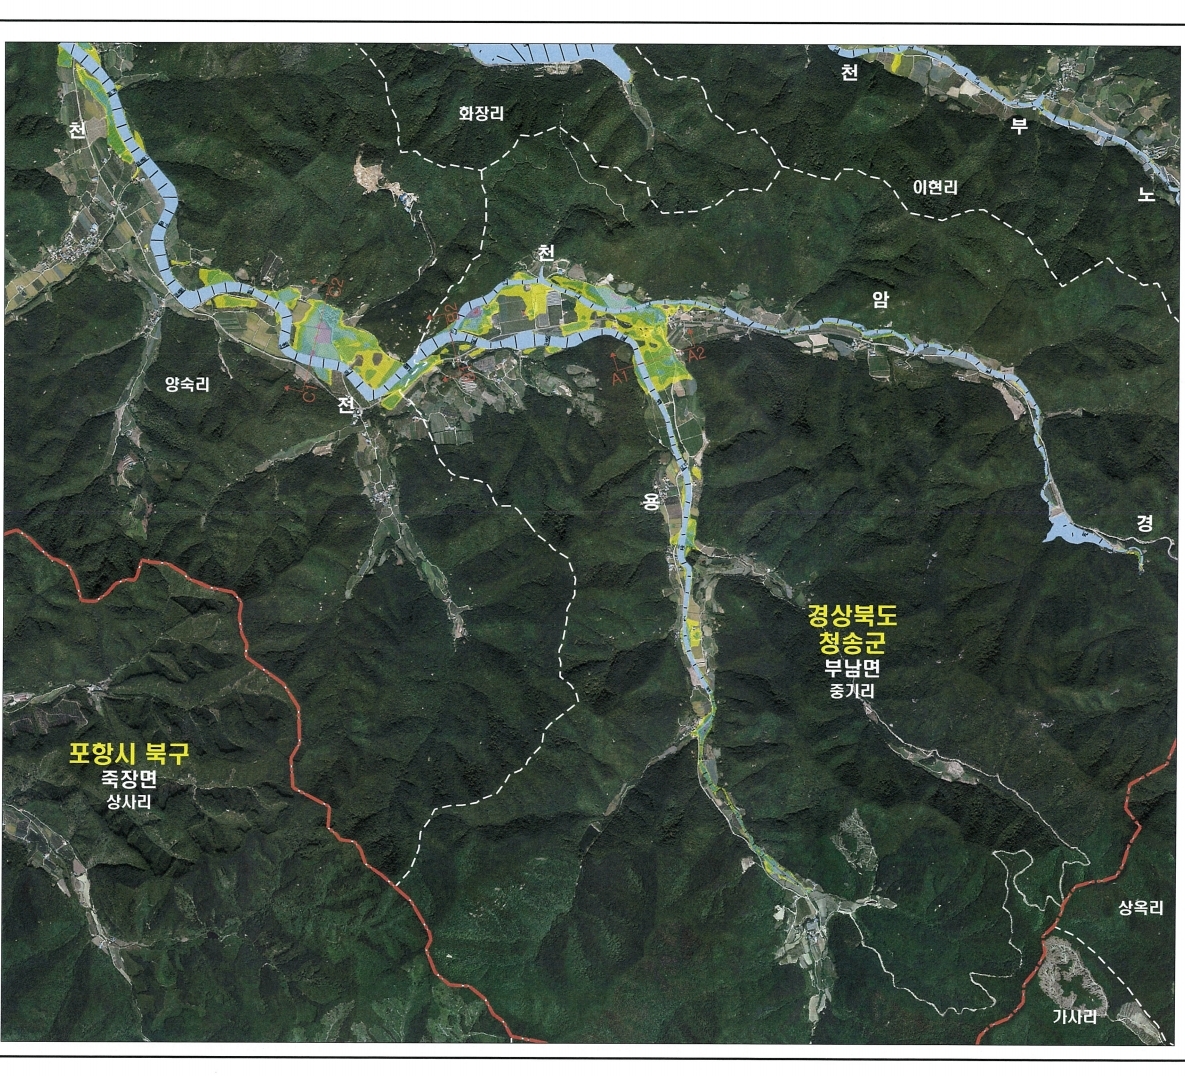 천
부
노
천
화장리
이현리
천
암
양숙리
전
C1
A1
A2
용
경
경상북도
청송군
부남면
중기리
포항시 북구
죽장면
상사리
상옥리
가사리